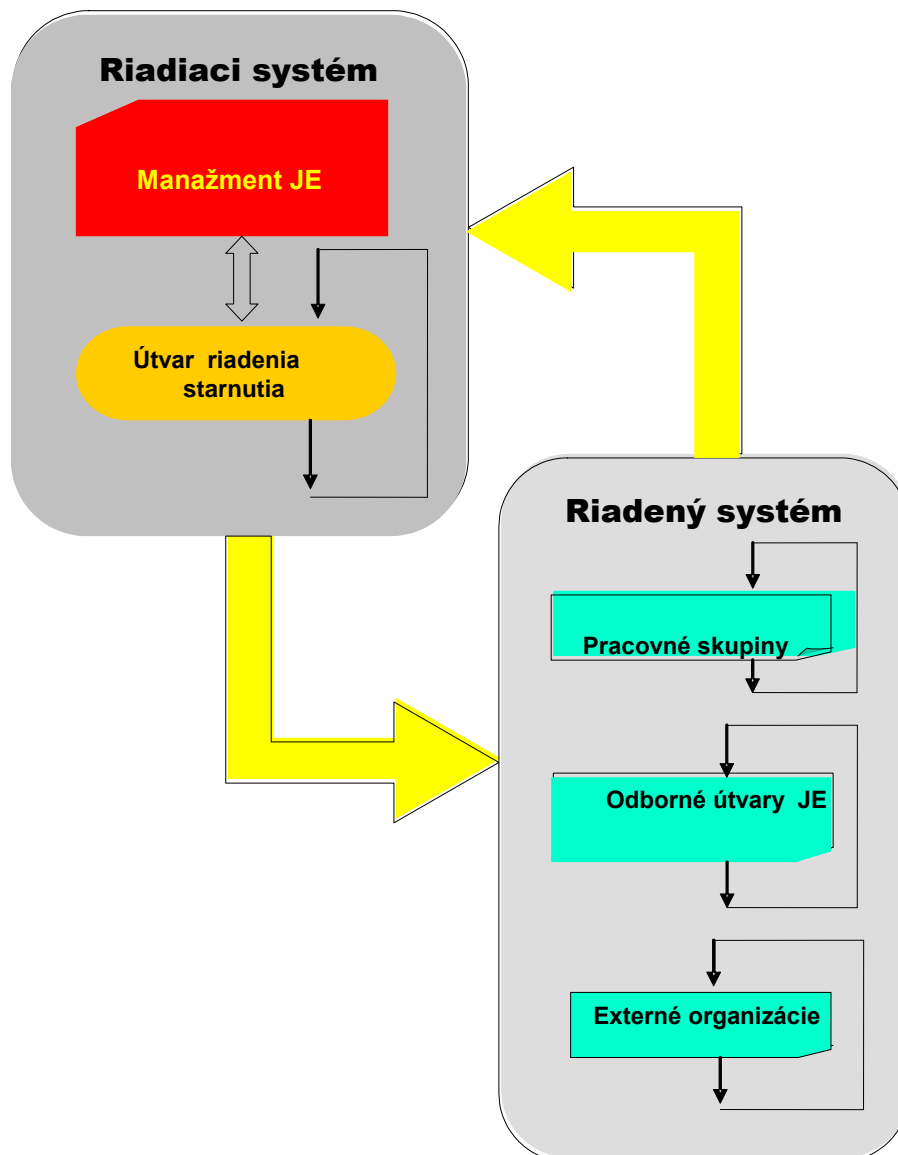 Riadiaci systém
Manažment JE
Útvar riadenia
starnutia
Riadený systém
Pracovné skupiny
Odborné útvary JE
Externé organizácie